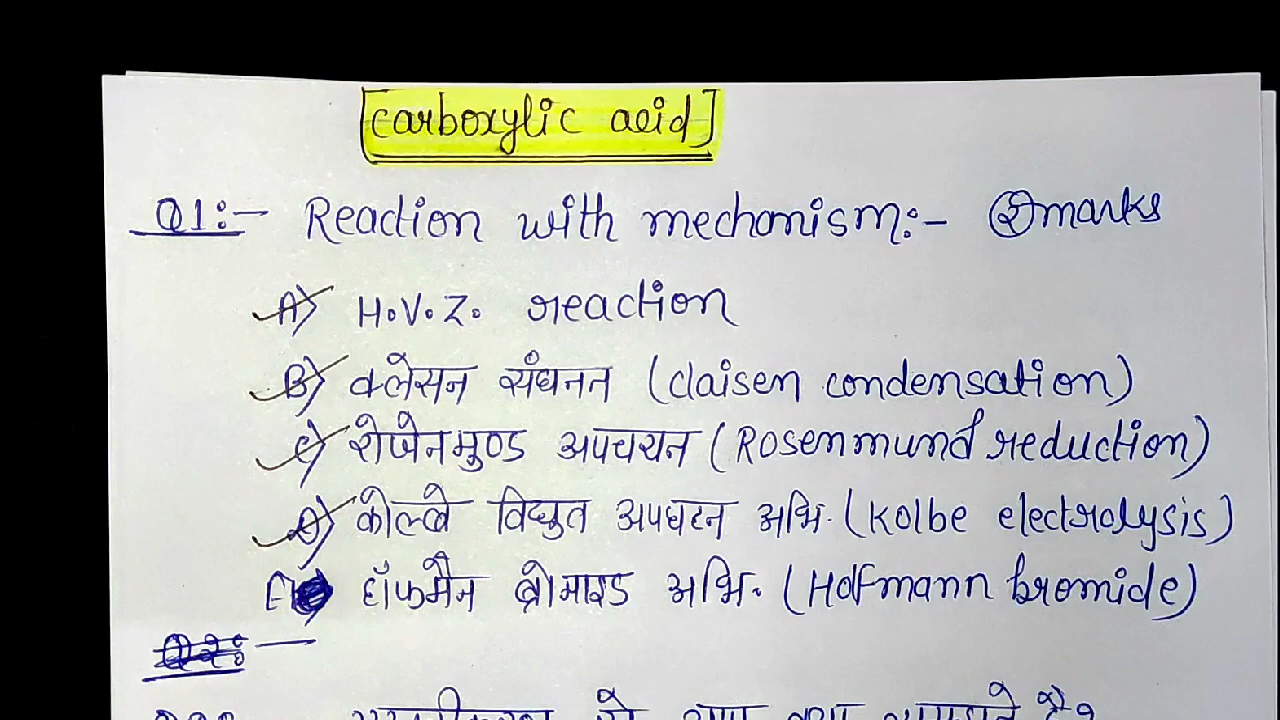 [carboxylic acid]
Q1:- Reaction with mechanism:- ② marks
A) H.V.Z. reaction
B) क्लेसन संघनन (Claisen condensation)
C) रोजेनमुण्ड अपचयन (Rosenmund reduction)
D) कोल्बे विद्युत अपघटन अभि. (Kolbe electrolysis)
E) हॉफमैन ब्रोमाइड अभि. (Hofmann bromide)